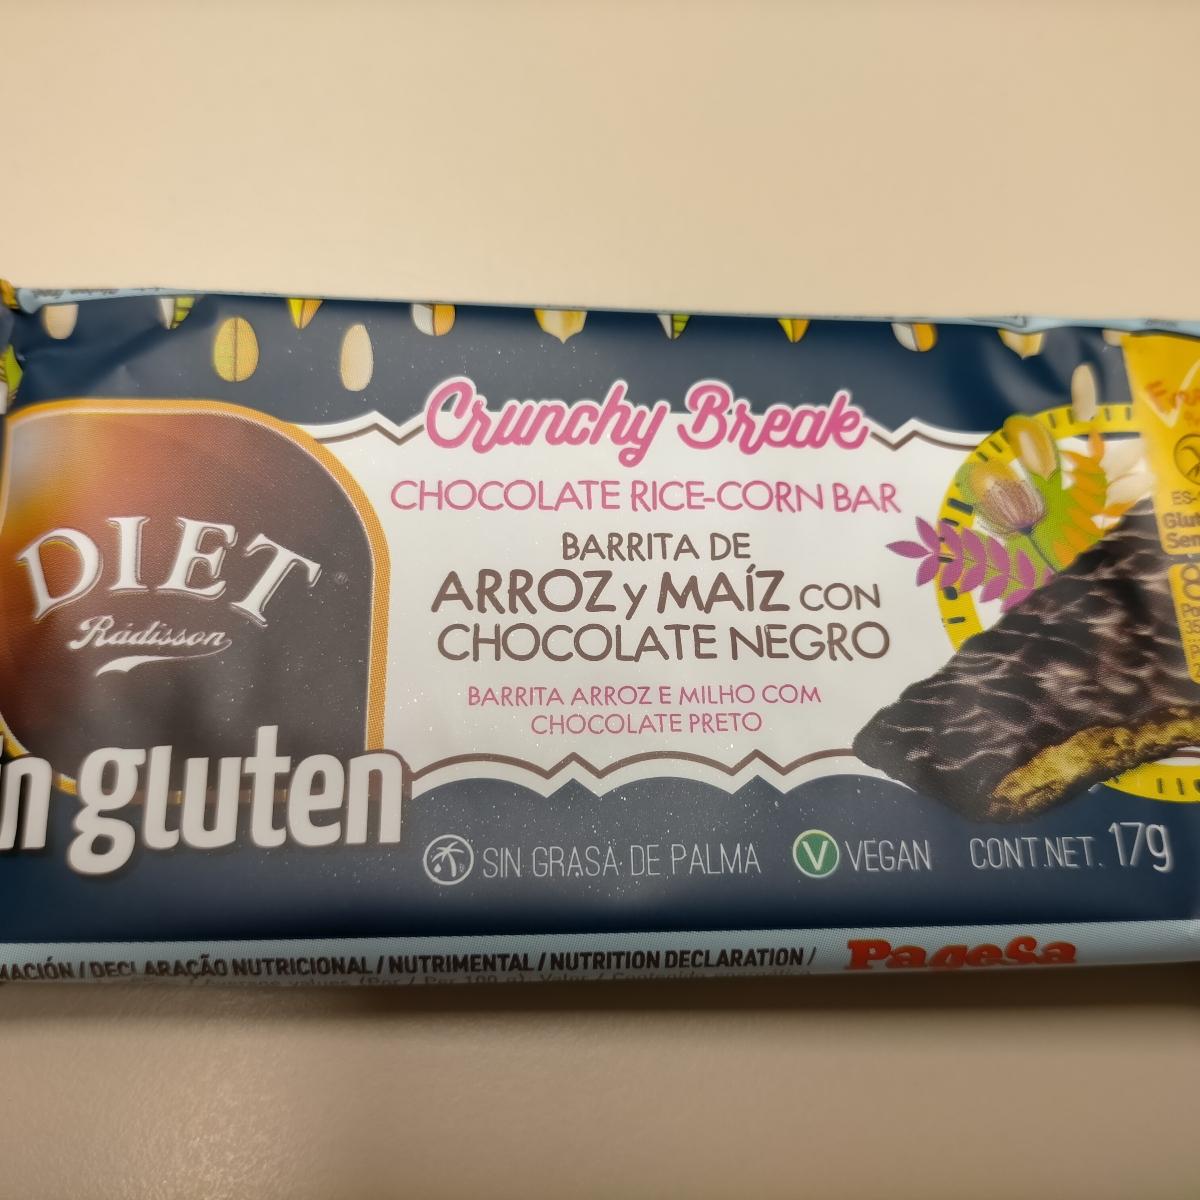 Crunchy Break
CHOCOLATE RICE-CORN BAR
BARRITA DE
ARROZ y MAÍZ CON
CHOCOLATE NEGRO
BARRITA ARROZ E MILHO COM
CHOCOLATE PRETO
DIET
Rádisson
gluten
SIN GRASA DE PALMA
VEGAN
CONT.NET. 17g
DECLARAÇÃO NUTRICIONAL / NUTRIMENTAL / NUTRITION DECLARATION /
PageSa